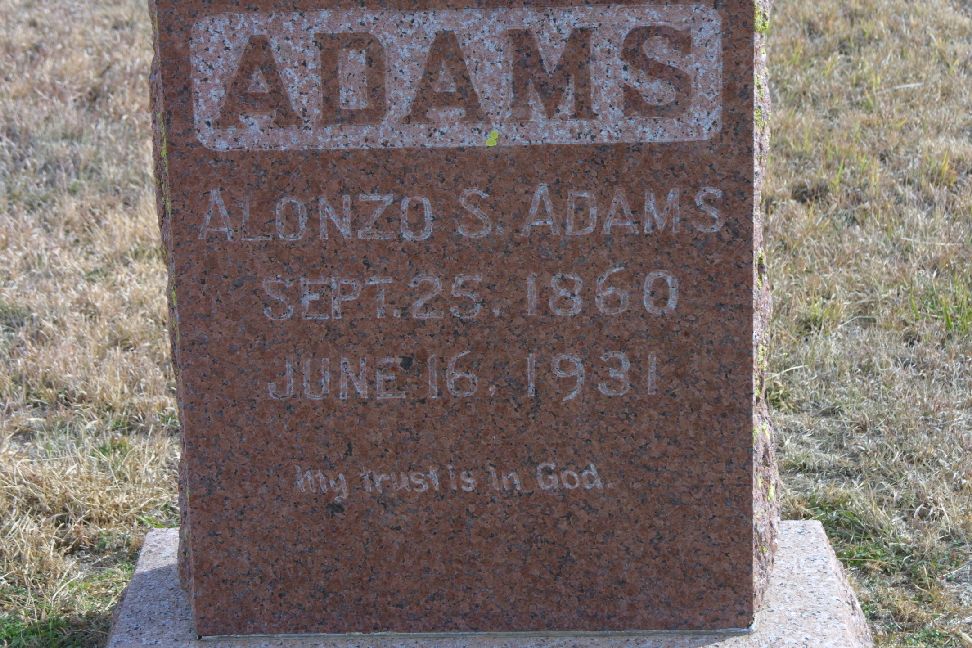 ADAMS
ALONZO S. ADAMS
SEPT. 25, 1860
JUNE 16, 1931
My trust is in God.